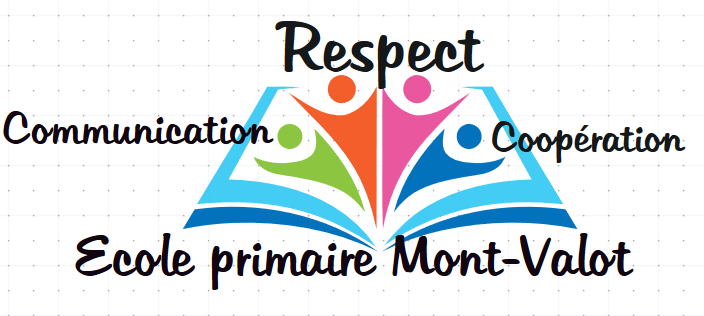 Respect
Communication
Coopération
Ecole primaire Mont-Valot